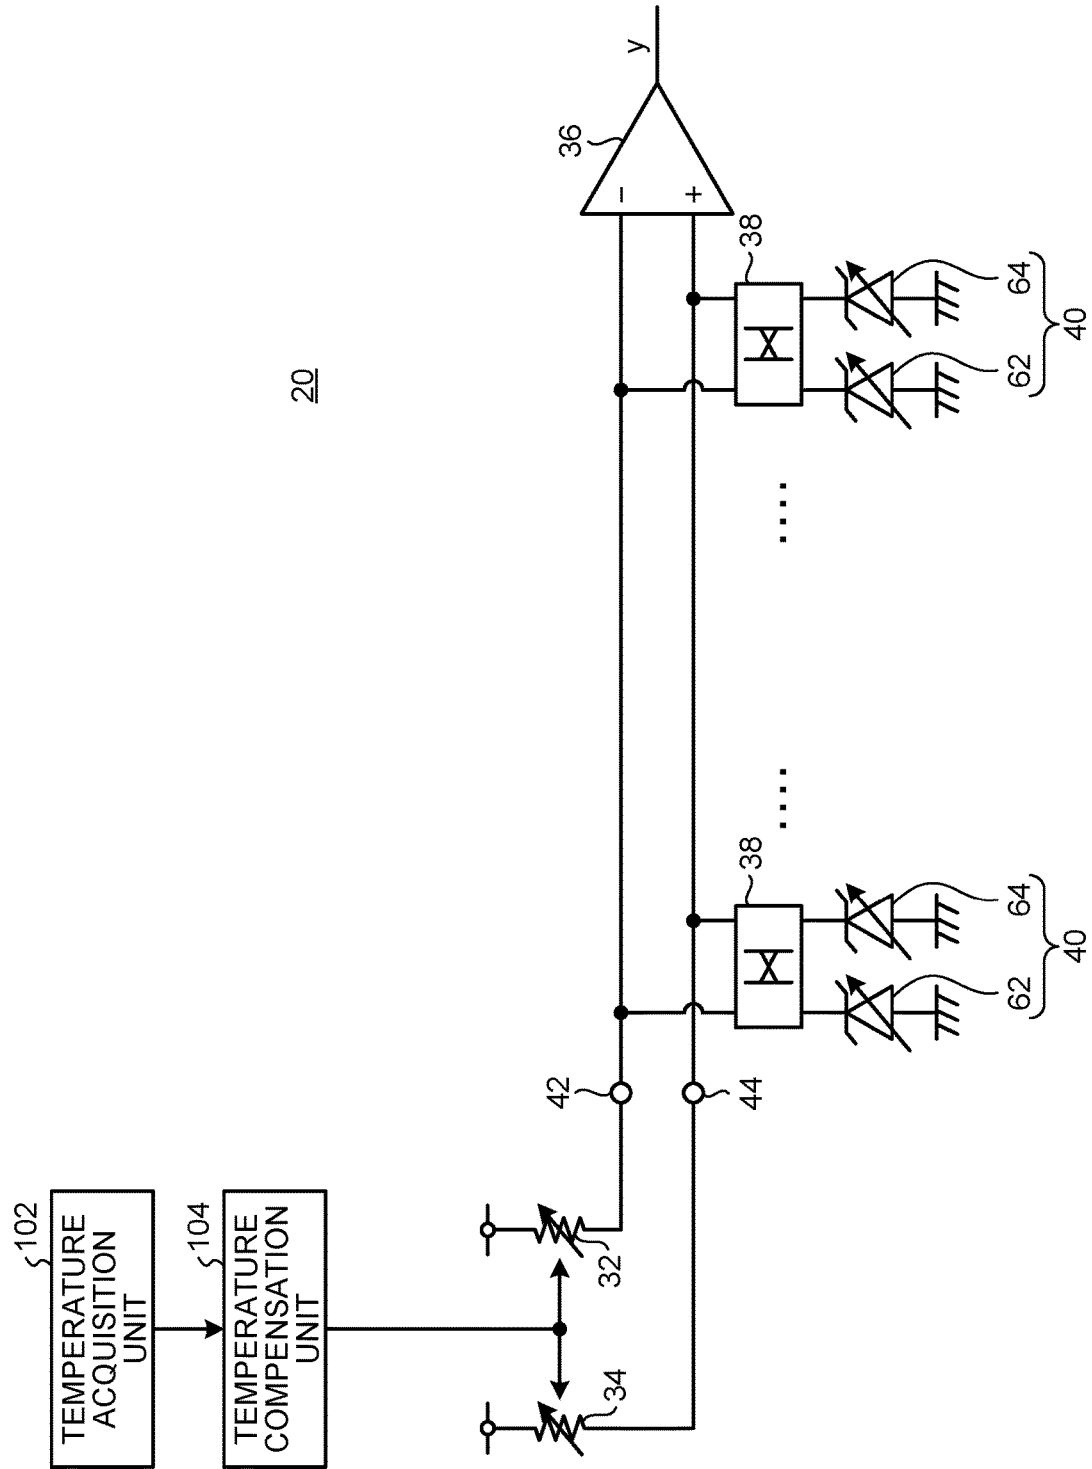 20
102
TEMPERATURE
ACQUISITION
UNIT
104
TEMPERATURE
COMPENSATION
UNIT
34
32
42
44
36
−
+
y
38
62
64
40
....
....
38
62
64
40